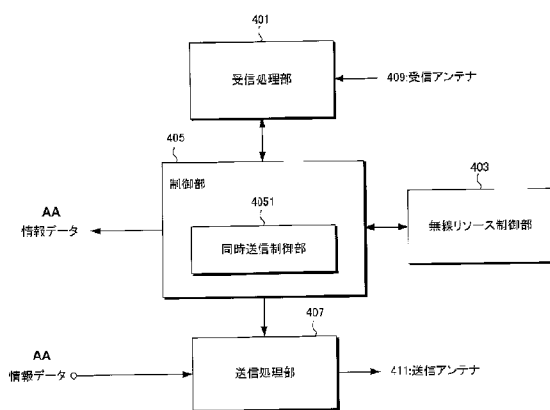 401
受信処理部
409:受信アンテナ
405
制御部
403
無線リソース制御部
4051
同時送信制御部
AA
情報データ
407
AA
情報データ
送信処理部
411:送信アンテナ